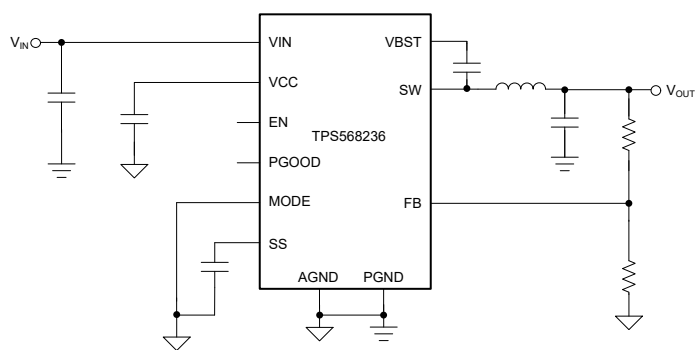 VIN
VIN
VBST
VCC
SW
VOUT
EN
TPS568236
PGOOD
MODE
FB
SS
AGND
PGND